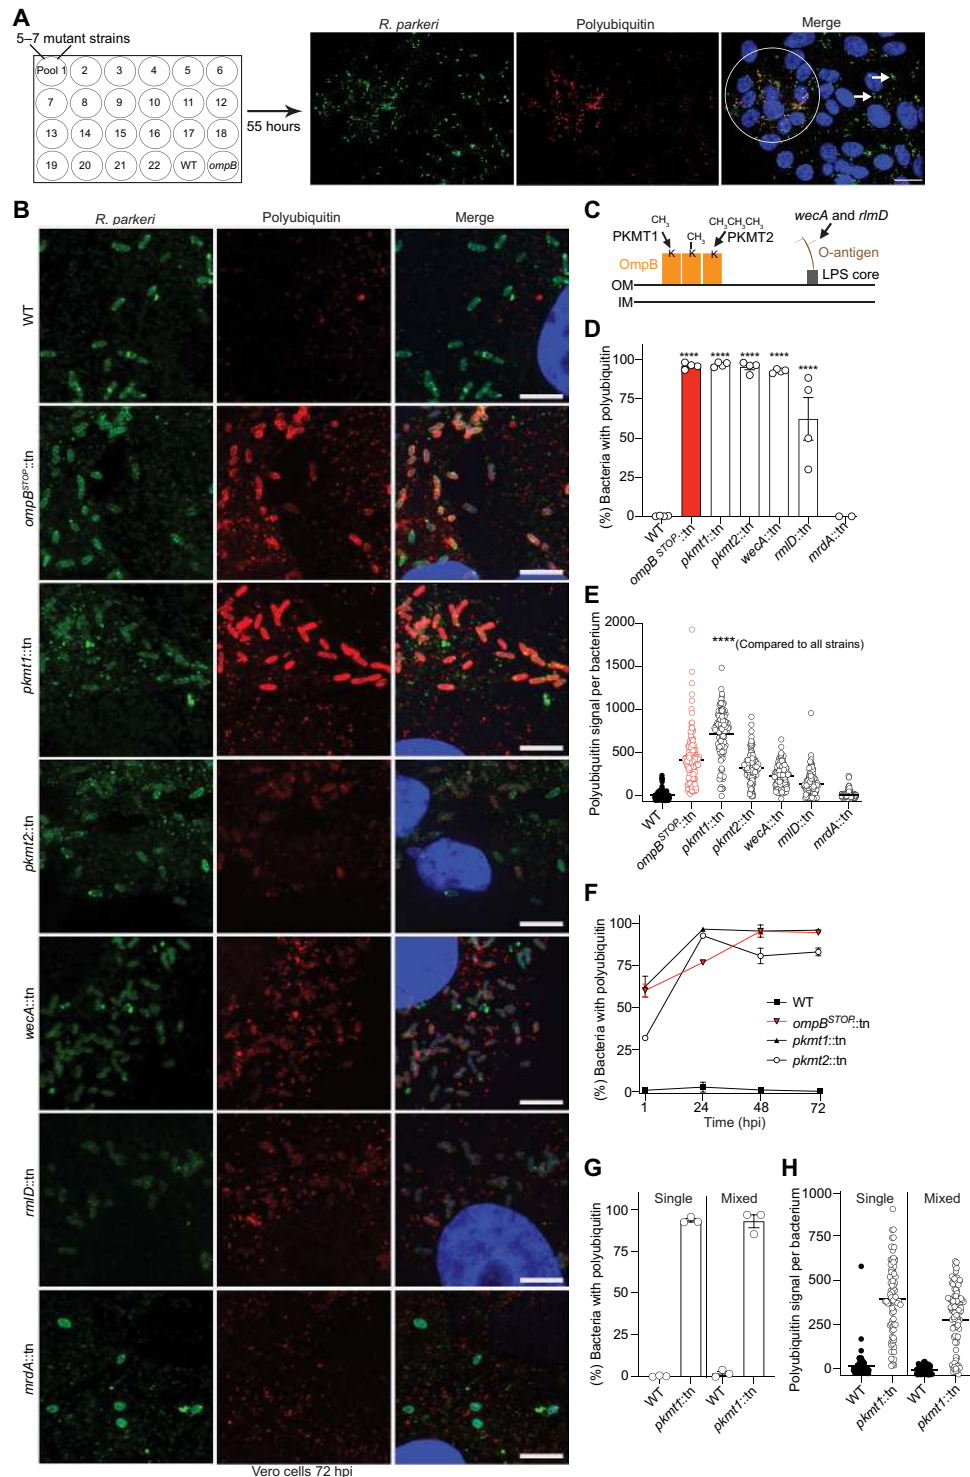 A
5–7 mutant strains
Pool 1 2 3 4 5 6
7 8 9 10 11 12
13 14 15 16 17 18
19 20 21 22 WT ompB
55 hours
R. parkeri Polyubiquitin Merge
B
R. parkeri Polyubiquitin Merge
WT
ompBSTOP::tn
pkmt1::tn
pkmt2::tn
wecA::tn
rmlD::tn
mrdA::tn
Vero cells 72 hpi
C
wecA and rlmD
CH3 CH3 CH3CH3CH3
PKMT1 PKMT2
K K K
OmpB
O-antigen
LPS core
OM
IM
D
(%) Bacteria with polyubiquitin
100
75
50
25
0
**** **** **** **** ****
WT ompBSTOP::tn pkmt1::tn pkmt2::tn wecA::tn rmlD::tn mrdA::tn
E
Polyubiquitin signal per bacterium
2000
1500
1000
500
0
****(Compared to all strains)
WT ompBSTOP::tn pkmt1::tn pkmt2::tn wecA::tn rmlD::tn mrdA::tn
F
(%) Bacteria with polyubiquitin
100
75
50
25
0
WT
ompBSTOP::tn
pkmt1::tn
pkmt2::tn
1 24 48 72
Time (hpi)
G
(%) Bacteria with polyubiquitin
Single Mixed
100
75
50
25
0
WT pkmt1::tn WT pkmt1::tn
H
Polyubiquitin signal per bacterium
Single Mixed
1000
750
500
250
0
WT pkmt1::tn WT pkmt1::tn